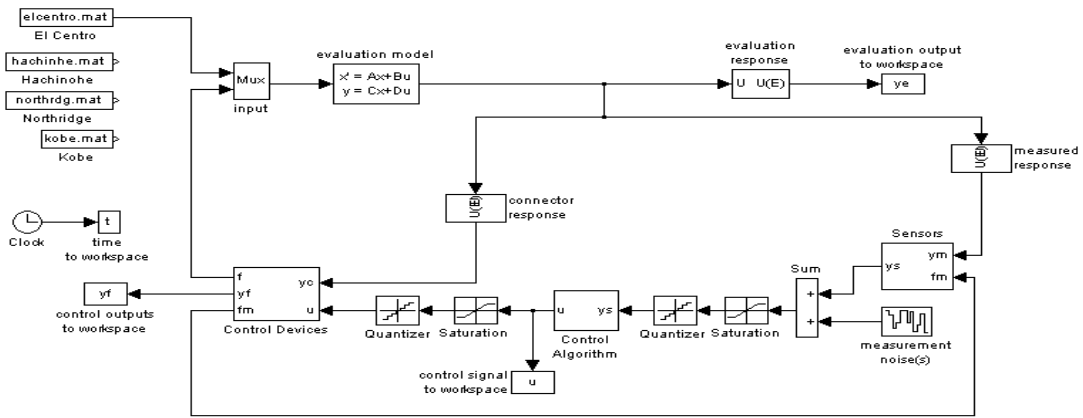 elcentro.mat
El Centro
hachinhe.mat
Hachinohe
northrdg.mat
Northridge
kobe.mat
Kobe
Mux
input
evaluation model
x' = Ax+Bu
y = Cx+Du
evaluation
response
U U(E)
evaluation output
to workspace
ye
U(E)
measured
response
U(E)
connector
response
Clock
t
time
to workspace
yf
control outputs
to workspace
f
yf
fm
yc
u
Control Devices
Quantizer
Saturation
control signal
to workspace
u
u
ys
Control
Algorithm
Quantizer
Saturation
Sum
+
+
Sensors
ys
ym
fm
measurement
noise(s)